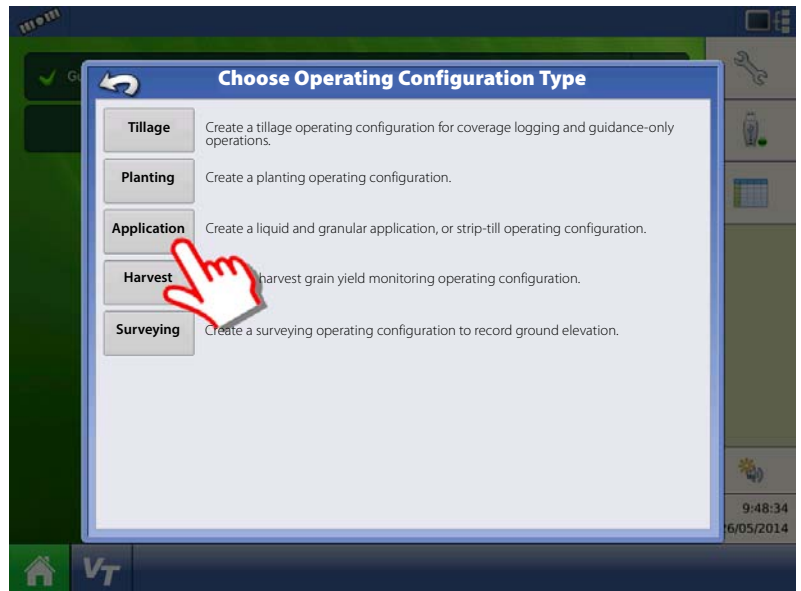 Gu
Choose Operating Configuration Type
Tillage
Create a tillage operating configuration for coverage logging and guidance-only
operations.
Planting
Create a planting operating configuration.
Application
Create a liquid and granular application, or strip-till operating configuration.
Harvest
harvest grain yield monitoring operating configuration.
Surveying
Create a surveying operating configuration to record ground elevation.
9:48:34
26/05/2014
VT